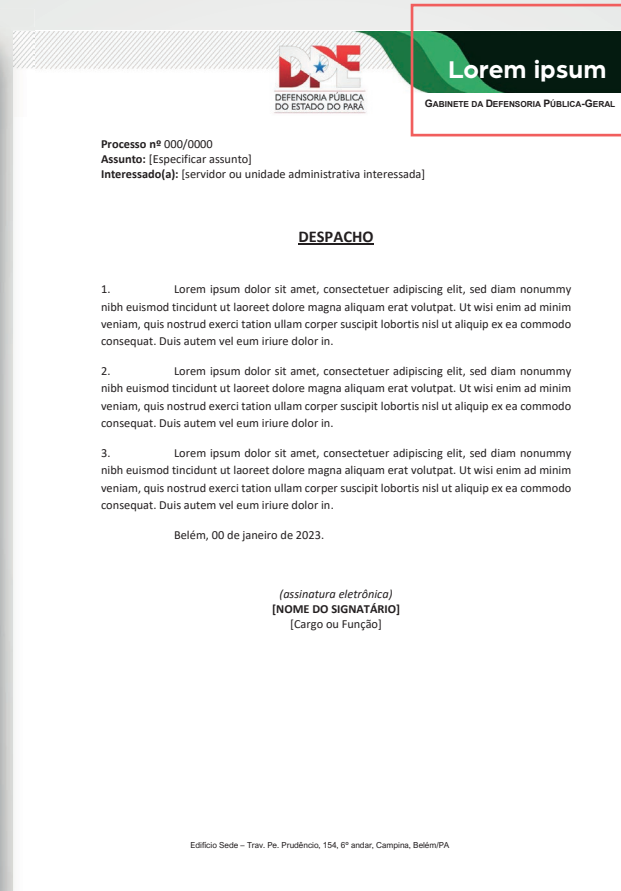 Lorem ipsum
DPE
DEFENSORIA PÚBLICA
DO ESTADO DO PARÁ
GABINETE DA DEFENSORIA PÚBLICA-GERAL
Processo nº 000/0000
Assunto: [Especificar assunto]
Interessado(a): [servidor ou unidade administrativa interessada]
DESPACHO
1. Lorem ipsum dolor sit amet, consectetuer adipiscing elit, sed diam nonummy
nibh euismod tincidunt ut laoreet dolore magna aliquam erat volutpat. Ut wisi enim ad minim
veniam, quis nostrud exerci tation ullam corper suscipit lobortis nisl ut aliquip ex ea commodo
consequat. Duis autem vel eum iriure dolor in.
2. Lorem ipsum dolor sit amet, consectetuer adipiscing elit, sed diam nonummy
nibh euismod tincidunt ut laoreet dolore magna aliquam erat volutpat. Ut wisi enim ad minim
veniam, quis nostrud exerci tation ullam corper suscipit lobortis nisl ut aliquip ex ea commodo
consequat. Duis autem vel eum iriure dolor in.
3. Lorem ipsum dolor sit amet, consectetuer adipiscing elit, sed diam nonummy
nibh euismod tincidunt ut laoreet dolore magna aliquam erat volutpat. Ut wisi enim ad minim
veniam, quis nostrud exerci tation ullam corper suscipit lobortis nisl ut aliquip ex ea commodo
consequat. Duis autem vel eum iriure dolor in.
Belém, 00 de janeiro de 2023.
(assinatura eletrônica)
[NOME DO SIGNATÁRIO]
[Cargo ou Função]
Edifício Sede – Trav. Pe. Prudêncio, 154, 6º andar, Campina, Belém/PA